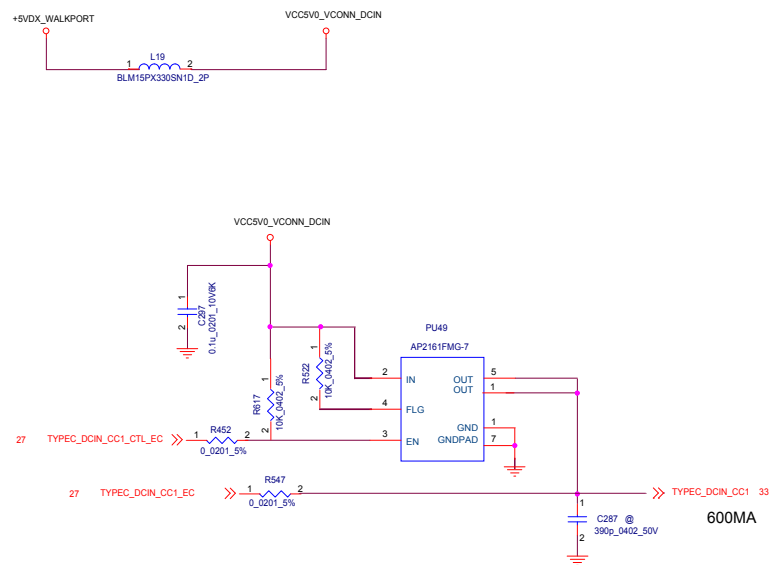 +5VDX_WALKPORT
VCC5V0_VCONN_DCIN
L19
1 2
BLM15PX330SN1D_2P
VCC5V0_VCONN_DCIN
1
2
C297
0.1u_0201_10V6K
1
2
R617
10K_0402_5%
1
2
R522
10K_0402_5%
PU49
AP2161FMG-7
2 IN
4 FLG
3 EN
OUT 5
OUT 1
GND 1
GNDPAD 7
27 TYPEC_DCIN_CC1_CTL_EC
1 R452 2
0_0201_5%
27 TYPEC_DCIN_CC1_EC
1 R547 2
0_0201_5%
TYPEC_DCIN_CC1 33
600MA
1
2
C287 @
390p_0402_50V